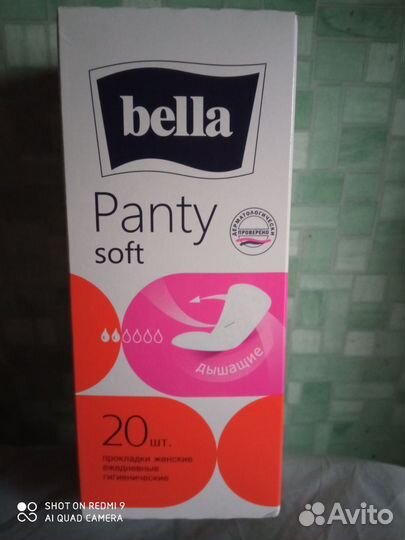 bella
Panty
soft
ДЕРМАТОЛОГИЧЕСКИ
ПРОВЕРЕНО
дышащие
20 шт.
прокладки женские
ежедневные
гигиенические
SHOT ON REDMI 9
AI QUAD CAMERA
Avito